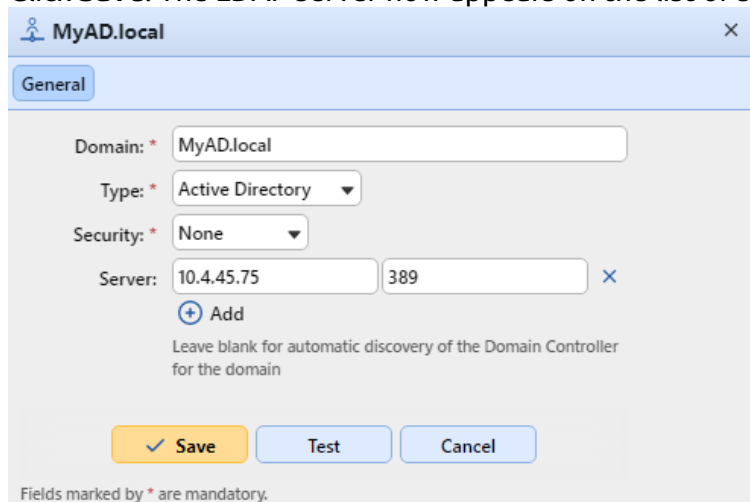 MyAD.local
General
Domain: * MyAD.local
Type: * Active Directory
Security: * None
Server: 10.4.45.75 389
Add
Leave blank for automatic discovery of the Domain Controller
for the domain
Save Test Cancel
Fields marked by * are mandatory.